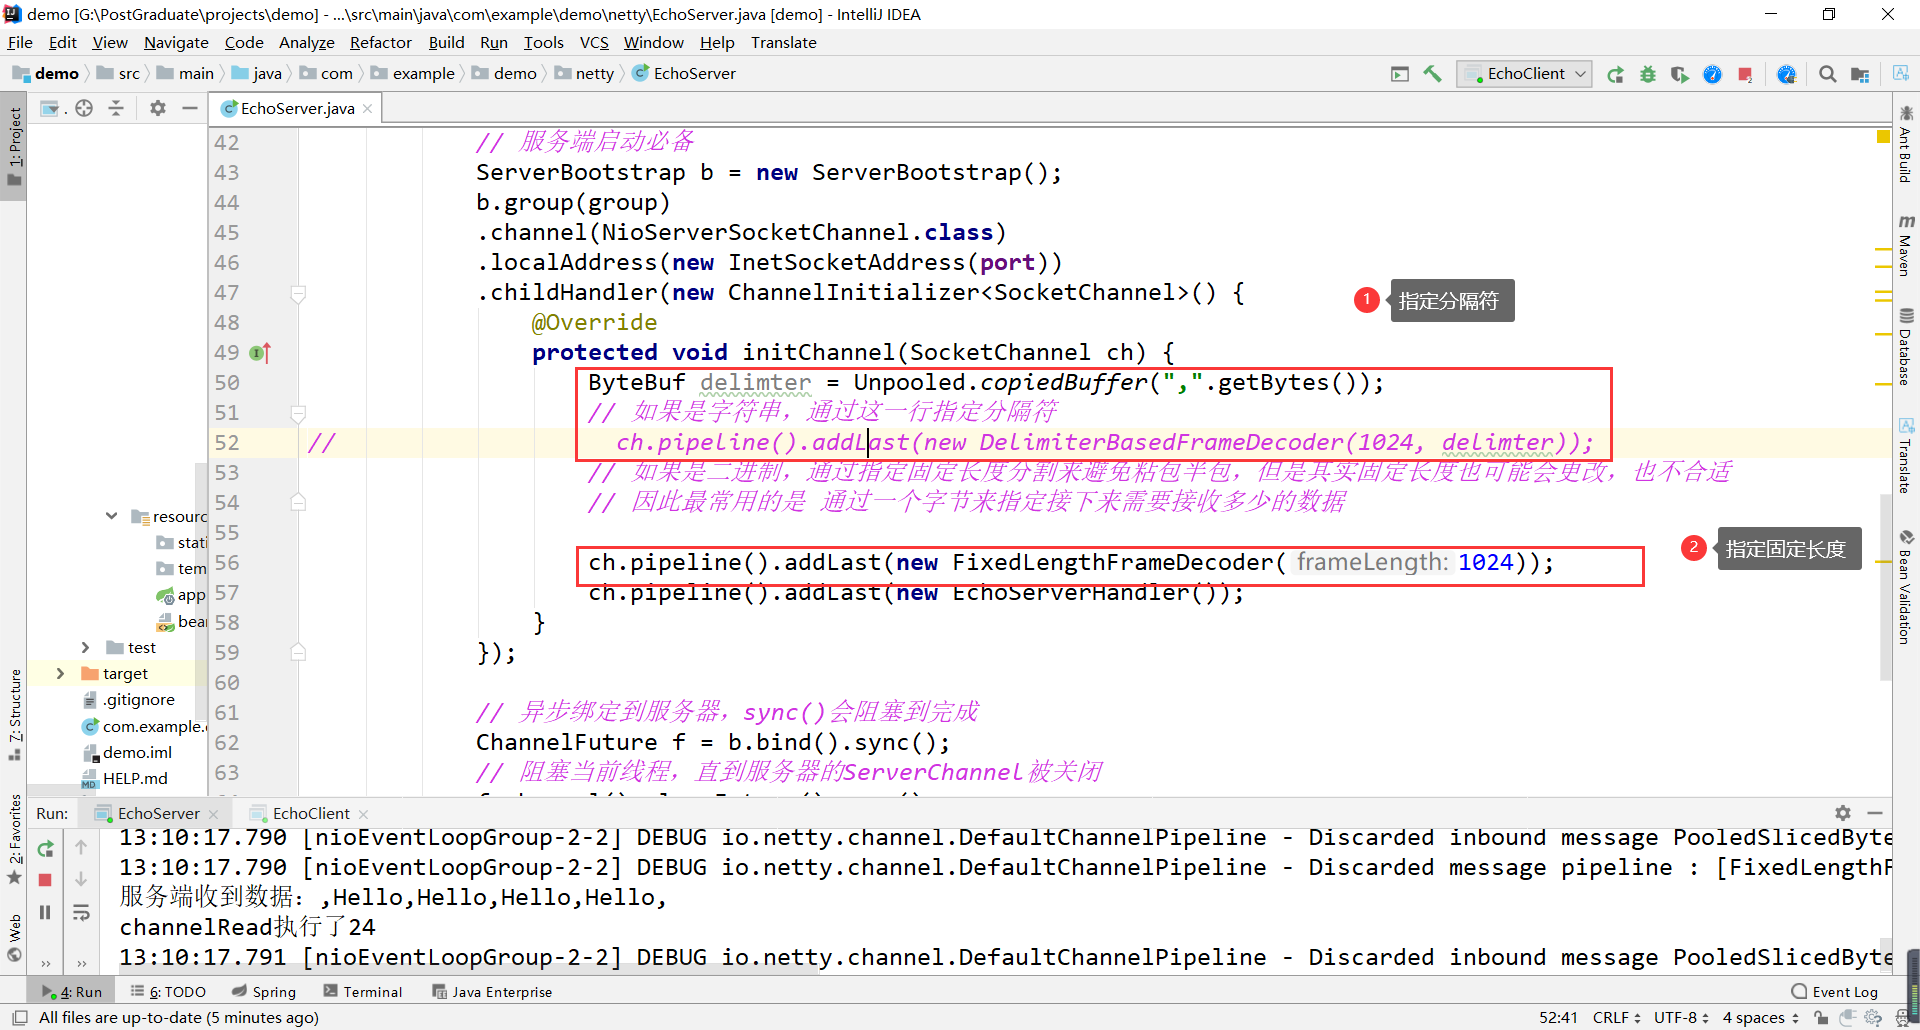 demo [G:\PostGraduate\projects\demo] - ...\src\main\java\com\example\demo\netty\EchoServer.java [demo] - IntelliJ IDEA
File Edit View Navigate Code Analyze Refactor Build Run Tools VCS Window Help Translate
demo src main java com example demo netty EchoServer
EchoClient
1: Project
EchoServer.java
42 // 服务端启动必备
43 ServerBootstrap b = new ServerBootstrap();
44 b.group(group)
45 .channel(NioServerSocketChannel.class)
46 .localAddress(new InetSocketAddress(port))
47 .childHandler(new ChannelInitializer<SocketChannel>() {
1 指定分隔符
48 @Override
49 protected void initChannel(SocketChannel ch) {
50 ByteBuf delimter = Unpooled.copiedBuffer(",".getBytes());
51 // 如果是字符串，通过这一行指定分隔符
52 // ch.pipeline().addLast(new DelimiterBasedFrameDecoder(1024, delimter));
53 // 如果是二进制，通过指定固定长度分割来避免粘包半包，但是其实固定长度也可能会更改，也不合适
54 // 因此最常用的是 通过一个字节来指定接下来需要接收多少的数据
55
56 ch.pipeline().addLast(new FixedLengthFrameDecoder( frameLength: 1024));
2 指定固定长度
57 ch.pipeline().addLast(new EchoServerHandler());
58 }
59 });
60
61 // 异步绑定到服务器，sync()会阻塞到完成
62 ChannelFuture f = b.bind().sync();
63 // 阻塞当前线程，直到服务器的ServerChannel被关闭
resourc
stati
tem
app
bear
test
target
.gitignore
com.example.
demo.iml
HELP.md
Ant Build
Maven
Database
Translate
Bean Validation
7: Structure
2: Favorites
Web
Run: EchoServer EchoClient
13:10:17.790 [nioEventLoopGroup-2-2] DEBUG io.netty.channel.DefaultChannelPipeline - Discarded inbound message PooledSlicedByte
13:10:17.790 [nioEventLoopGroup-2-2] DEBUG io.netty.channel.DefaultChannelPipeline - Discarded message pipeline : [FixedLengthF
服务端收到数据：,Hello,Hello,Hello,Hello,
channelRead执行了24
13:10:17.791 [nioEventLoopGroup-2-2] DEBUG io.netty.channel.DefaultChannelPipeline - Discarded inbound message PooledSlicedByte
4: Run 6: TODO Spring Terminal Java Enterprise Event Log
All files are up-to-date (5 minutes ago) 52:41 CRLF UTF-8 4 spaces